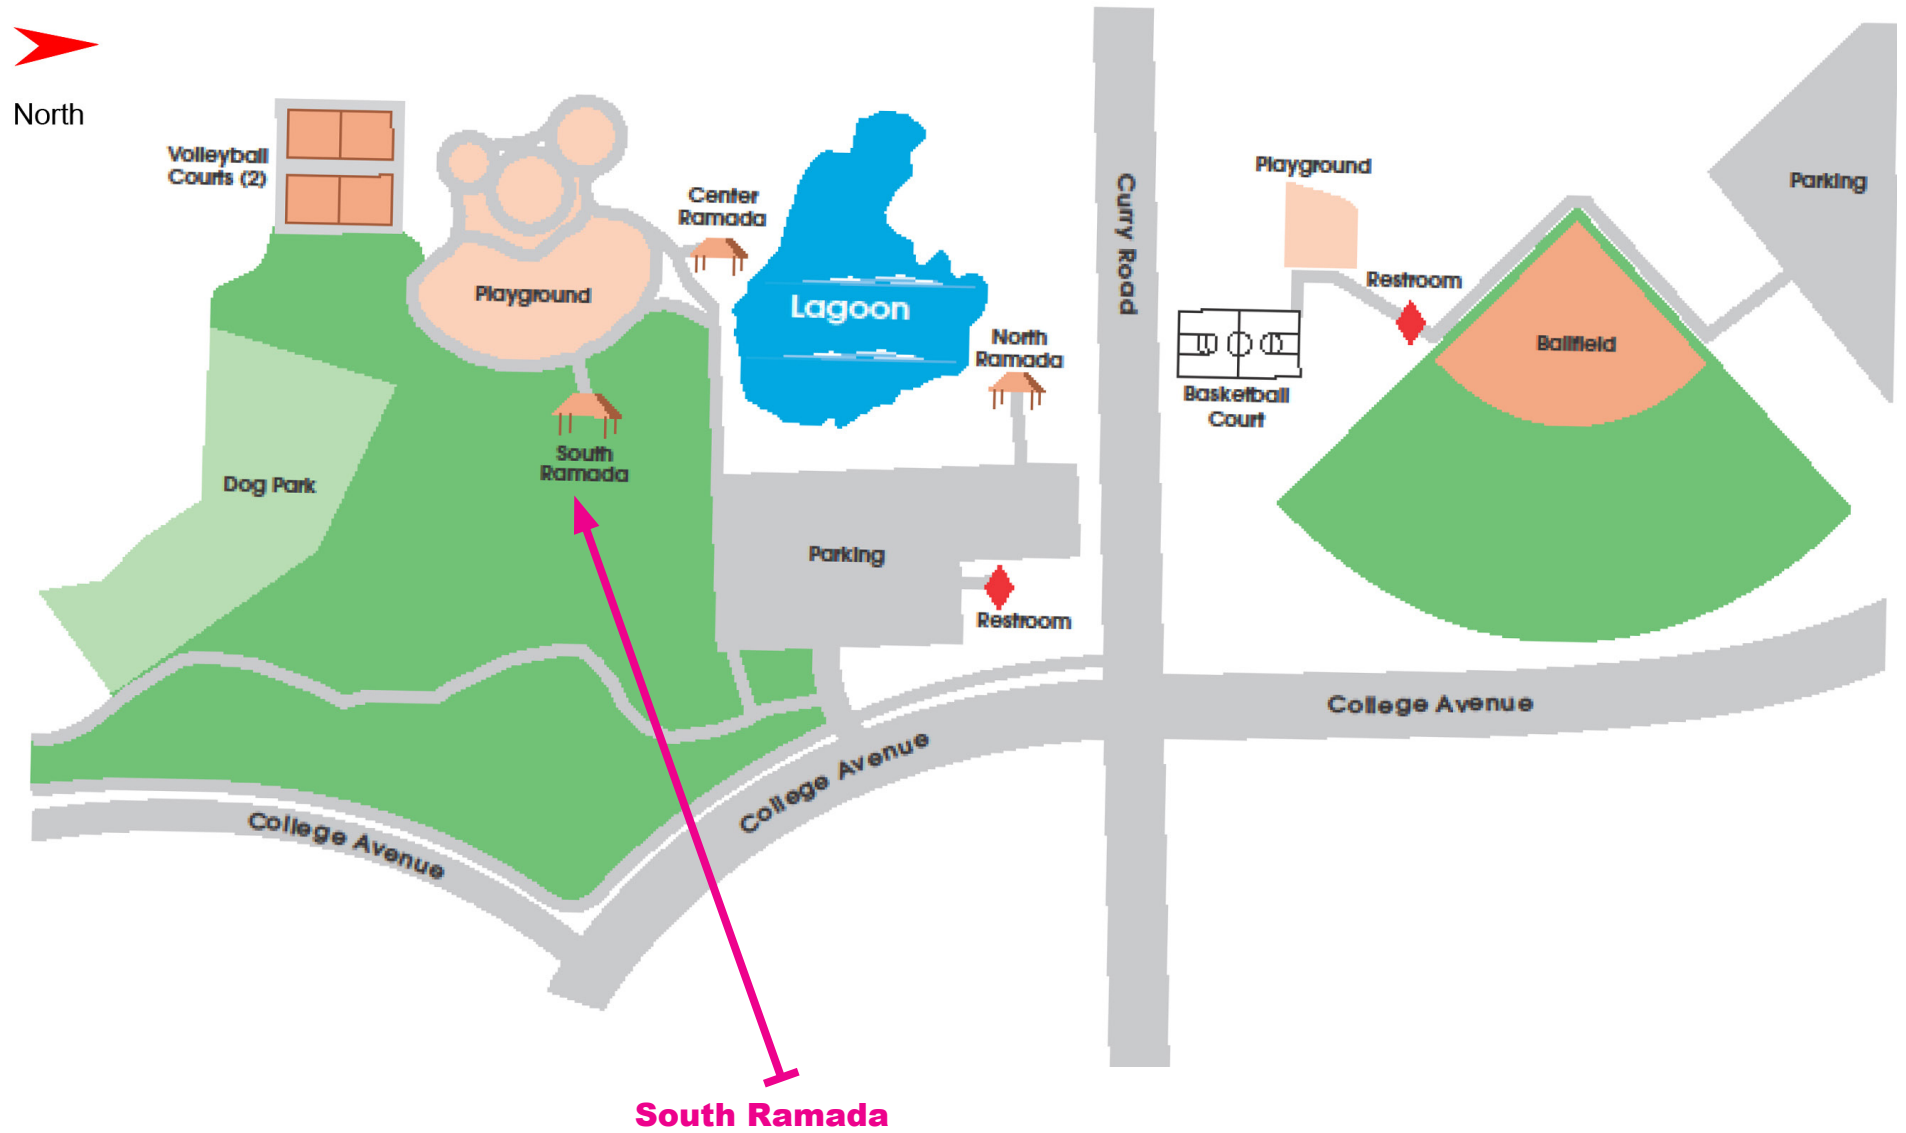 North
Volleyball
Courts (2)
Playground
Center
Ramada
Lagoon
North
Ramada
South
Ramada
Dog Park
Parking
Restroom
Curry Road
Playground
Restroom
Basketball
Court
Ballfield
Parking
College Avenue
College Avenue
College Avenue
South Ramada